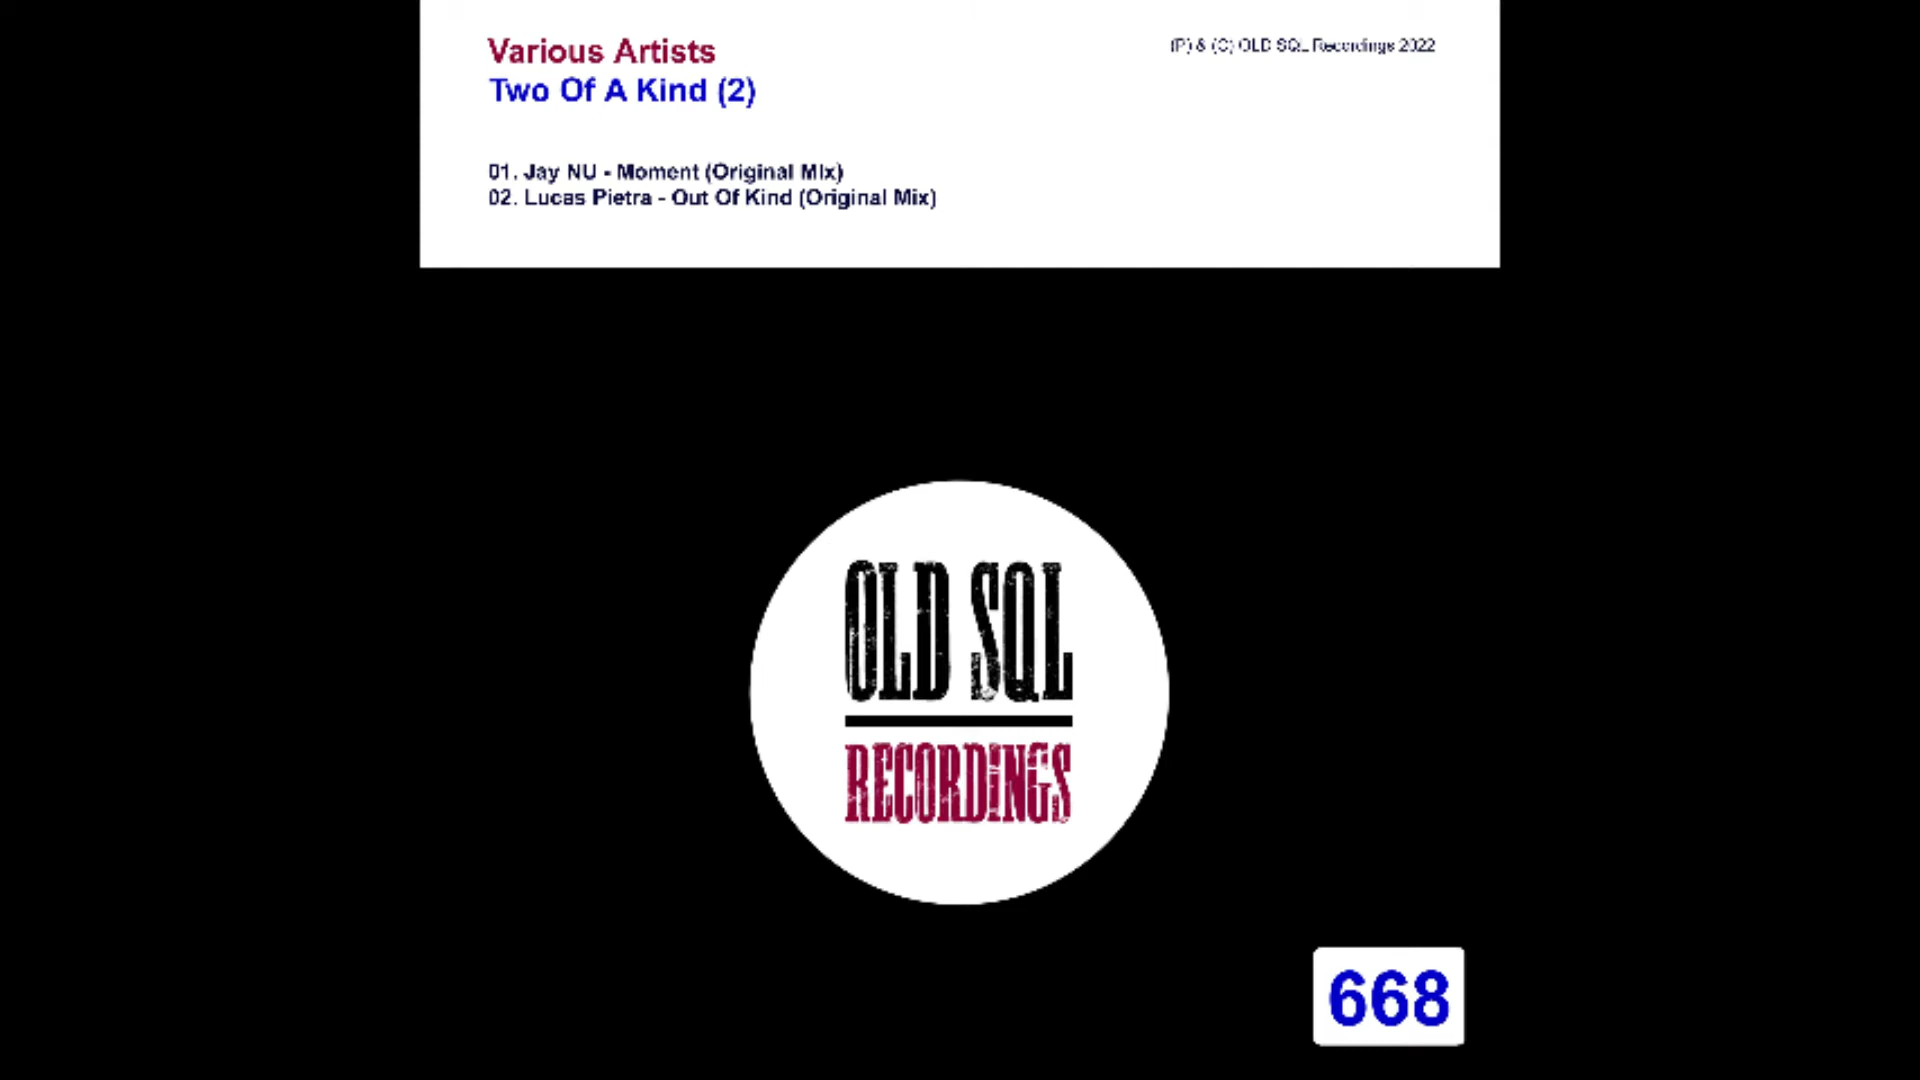 Various Artists
(P) & (C) OLD SQL Recordings 2022
Two Of A Kind (2)
01. Jay NU - Moment (Original MIx)
02. Lucas Pietra - Out Of Kind (Original Mix)
OLD SQL
RECORDINGS
668